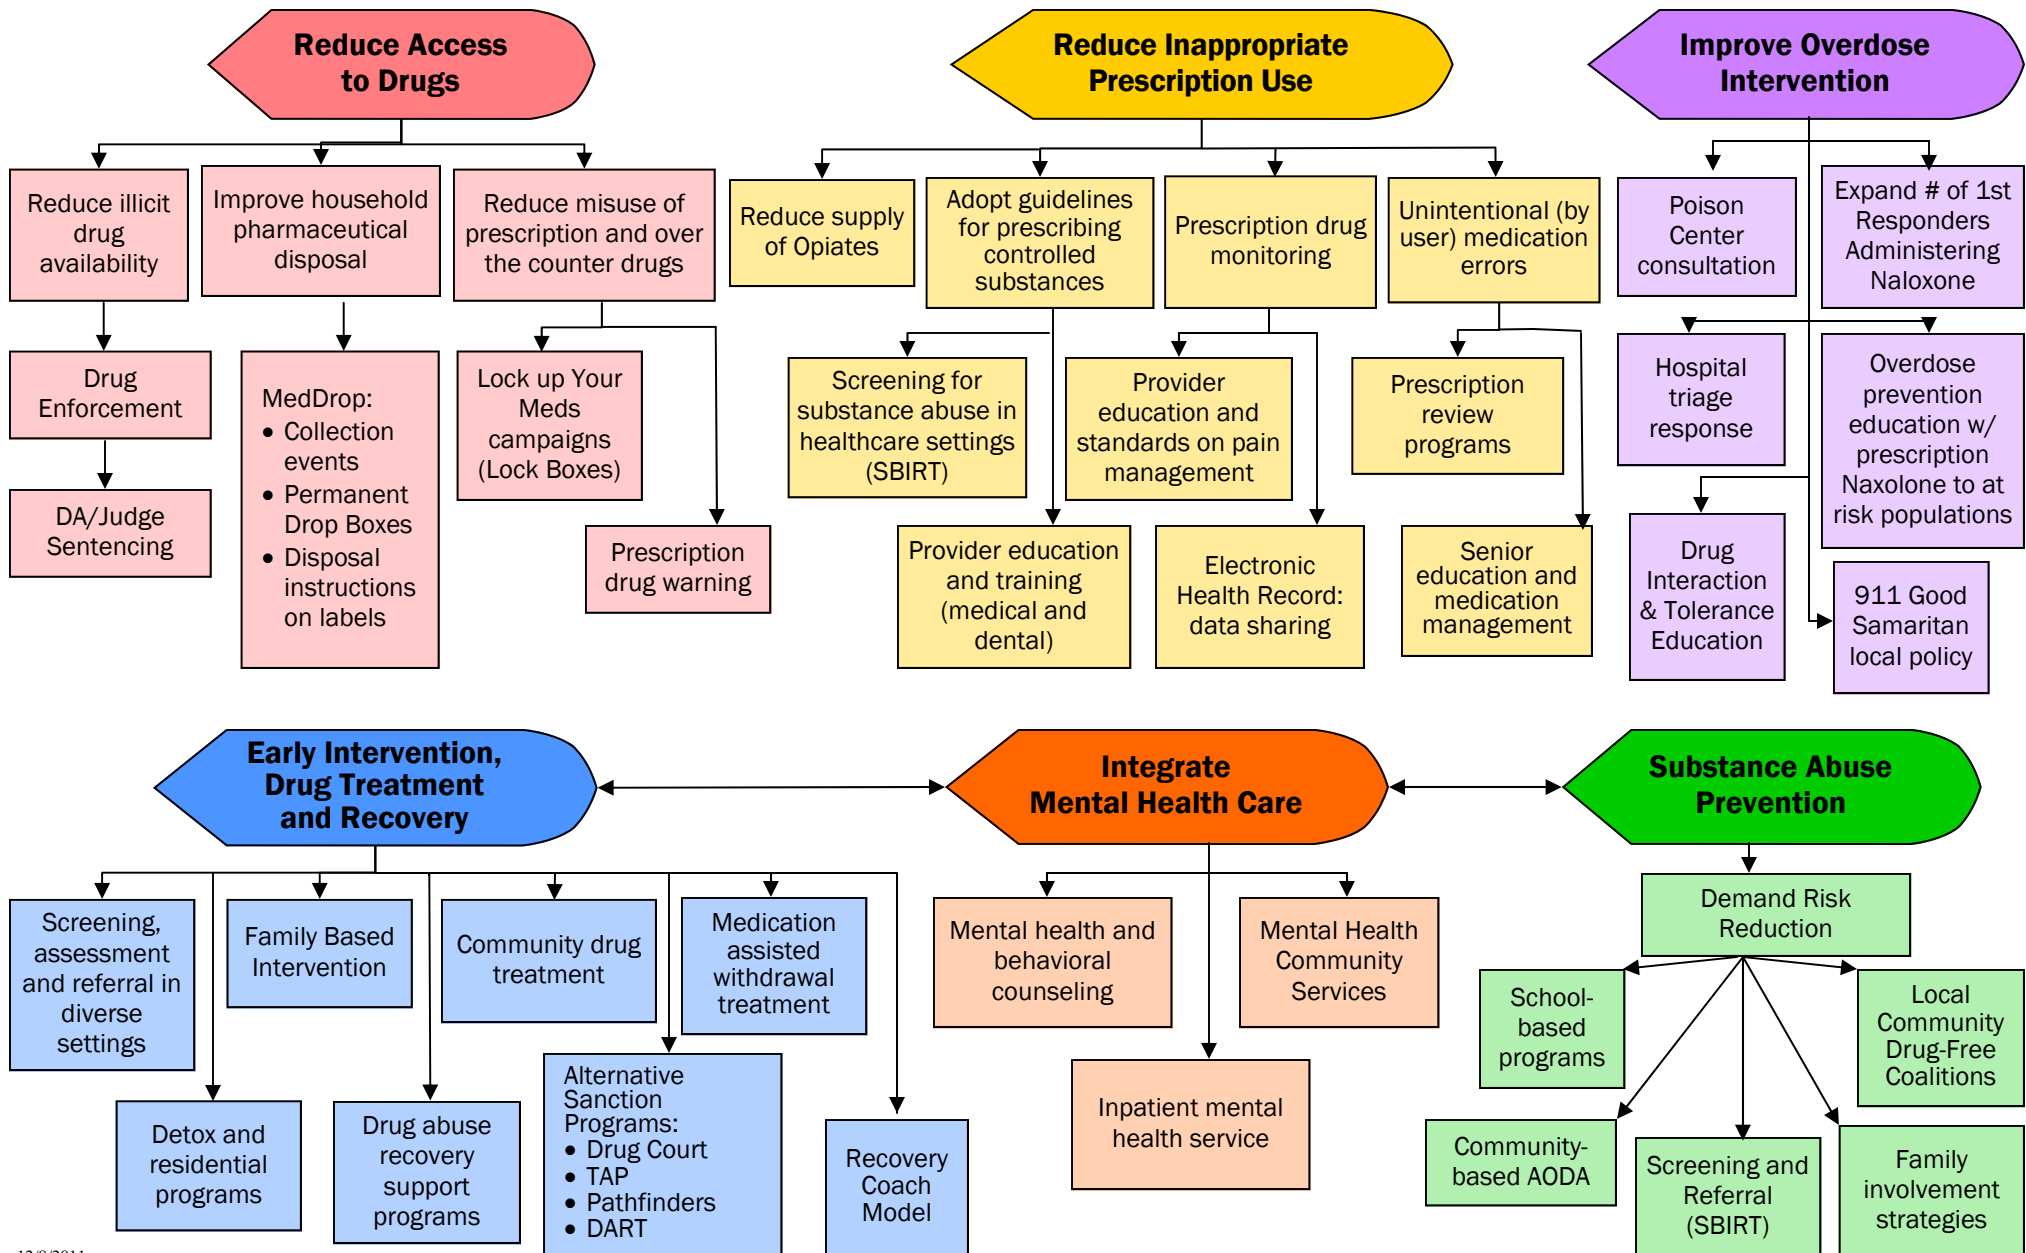 Reduce Access
to Drugs
Reduce Inappropriate
Prescription Use
Improve Overdose
Intervention
Reduce illicit
drug
availability
Improve household
pharmaceutical
disposal
Reduce misuse of
prescription and over
the counter drugs
Reduce supply
of Opiates
Adopt guidelines
for prescribing
controlled
substances
Prescription drug
monitoring
Unintentional (by
user) medication
errors
Poison
Center
consultation
Expand # of 1st
Responders
Administering
Naloxone
Drug
Enforcement
MedDrop:
• Collection
events
• Permanent
Drop Boxes
• Disposal
instructions
on labels
Lock up Your
Meds
campaigns
(Lock Boxes)
Screening for
substance abuse in
healthcare settings
(SBIRT)
Provider
education and
standards on pain
management
Prescription
review
programs
Hospital
triage
response
Overdose
prevention
education w/
prescription
Naxolone to at
risk populations
DA/Judge
Sentencing
Prescription
drug warning
Provider education
and training
(medical and
dental)
Electronic
Health Record:
data sharing
Senior
education and
medication
management
Drug
Interaction
& Tolerance
Education
911 Good
Samaritan
local policy
Early Intervention,
Drug Treatment
and Recovery
Integrate
Mental Health Care
Substance Abuse
Prevention
Screening,
assessment
and referral in
diverse
settings
Family Based
Intervention
Community drug
treatment
Medication
assisted
withdrawal
treatment
Mental health and
behavioral
counseling
Mental Health
Community
Services
Demand Risk
Reduction
School-
based
programs
Local
Community
Drug-Free
Coalitions
Detox and
residential
programs
Drug abuse
recovery
support
programs
Alternative
Sanction
Programs:
• Drug Court
• TAP
• Pathfinders
• DART
Recovery
Coach
Model
Inpatient mental
health service
Community-
based AODA
Screening and
Referral
(SBIRT)
Family
involvement
strategies
12/9/2011